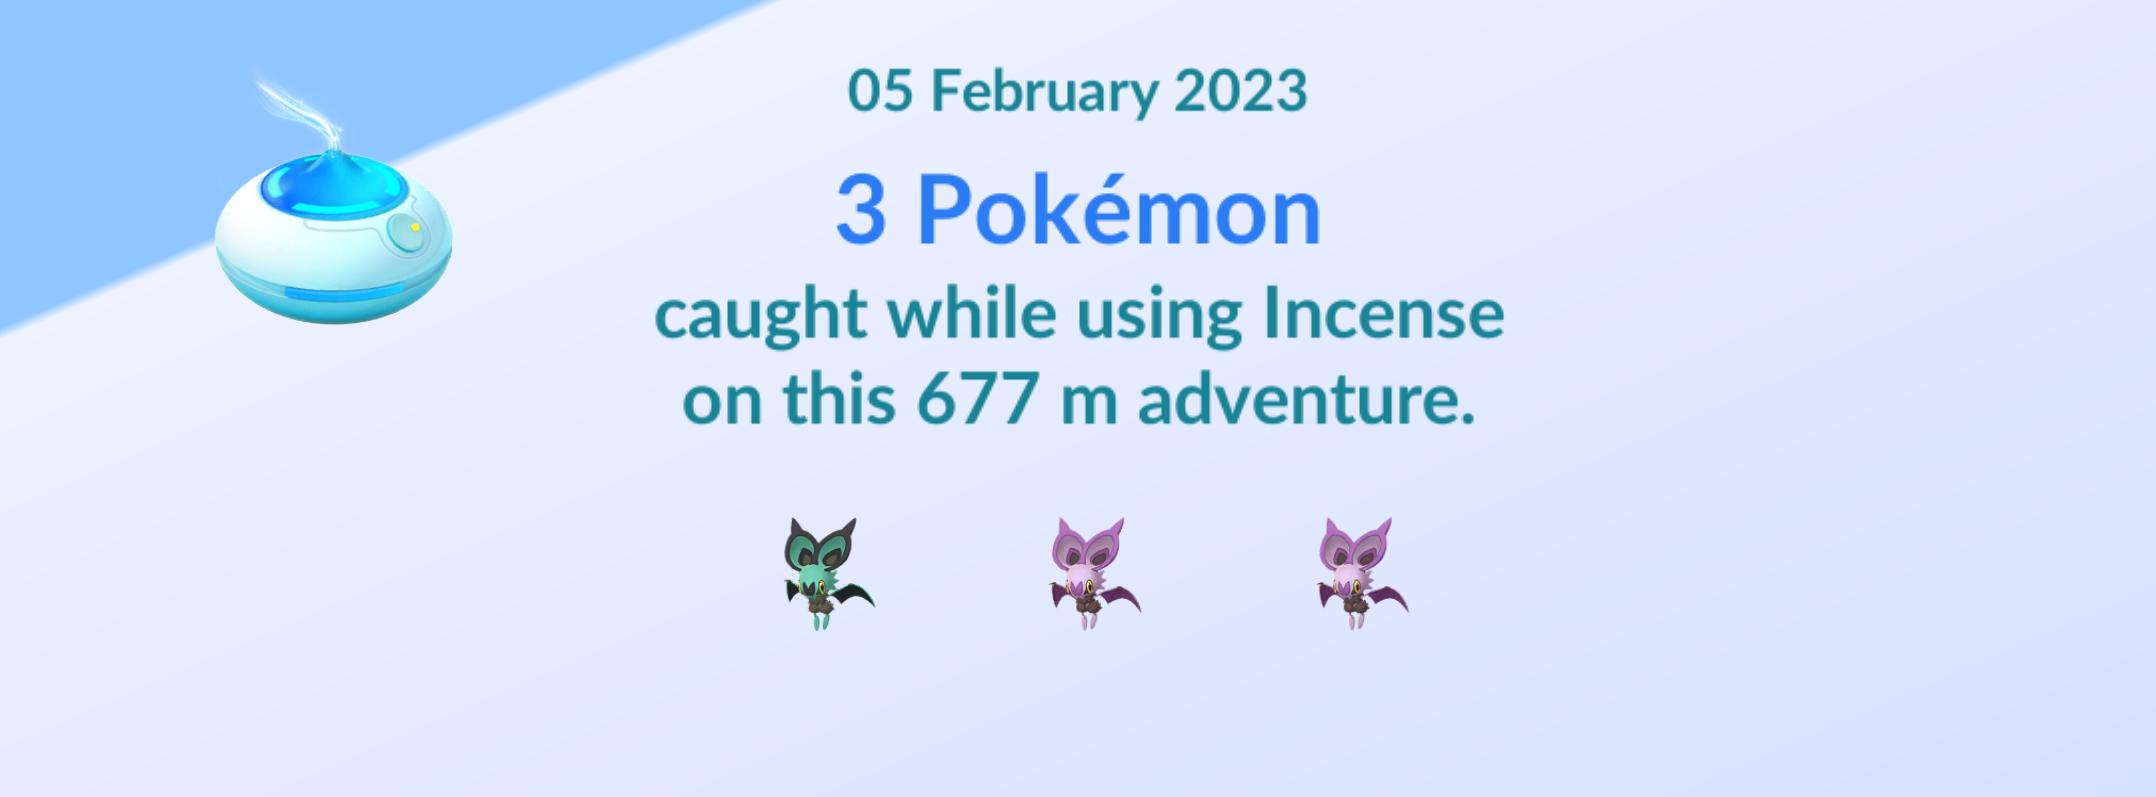 05 February 2023
3 Pokémon
caught while using Incense
on this 677 m adventure.